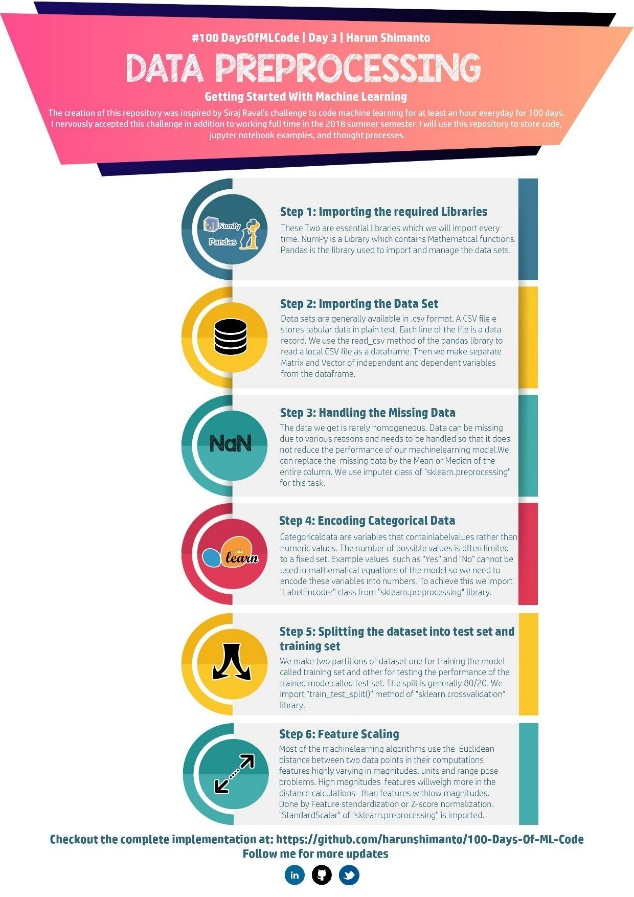 #100 DaysOfMLCode | Day 3 | Harun Shimanto
DATA PREPROCESSING
Getting Started With Machine Learning
The creation of this repository was inspired by Siraj Raval's challenge to code machine learning for at least an hour everyday for 100 days.
I nervously accepted this challenge in addition to working full time in the 2018 summer semester. I will use this repository to store code,
jupyter notebook examples, and thought processes.
NumPy
Pandas
Step 1: Importing the required Libraries
These Two are essential libraries which we will import every
time. NumPy is a Library which contains Mathematical functions.
Pandas is the library used to import and manage the data sets.
Step 2: Importing the Data Set
Data sets are generally available in .csv format. A CSV file
stores tabular data in plain text. Each line of the file is a data
record. We use the read_csv method of the pandas library to
read a local CSV file as a dataframe. Then we make separate
Matrix and Vector of independent and dependent variables
from the dataframe.
NaN
Step 3: Handling the Missing Data
The data we get is rarely homogeneous. Data can be missing
due to various reasons and needs to be handled so that it does
not reduce the performance of our machinelearning model.We
can replace the missing data by the Mean or Median of the
entire column. We use imputer class of "sklearn.preprocessing"
for this task.
learn
Step 4: Encoding Categorical Data
Categoricaldata are variables that containlabelvalues rather than
numeric values. The number of possible values is often limited
to a fixed set. Example values such as "Yes" and "No" cannot be
used in mathematical equations of the model so we need to
encode these variables into numbers. To achieve this we import
"LabelEncoder" class from "sklearn.preprocessing" library.
Step 5: Splitting the dataset into test set and
training set
We make two partitions of dataset one for training the model
called training set and other for testing the performance of the
trained model called test set. The split is generally 80/20. We
import "train_test_split()" method of "sklearn.crossvalidation"
library.
Step 6: Feature Scaling
Most of the machinelearning algorithms use the Euclidean
distance between two data points in their computations
features highly varying in magnitudes, units and range pose
problems. High magnitudes features willweigh more in the
distance calculations than features withlow magnitudes.
Done by Feature standardization or Z-score normalization.
"StandardScalar" of "sklearn.preprocessing" is imported.
Checkout the complete implementation at: https://github.com/harunshimanto/100-Days-Of-ML-Code
Follow me for more updates
in